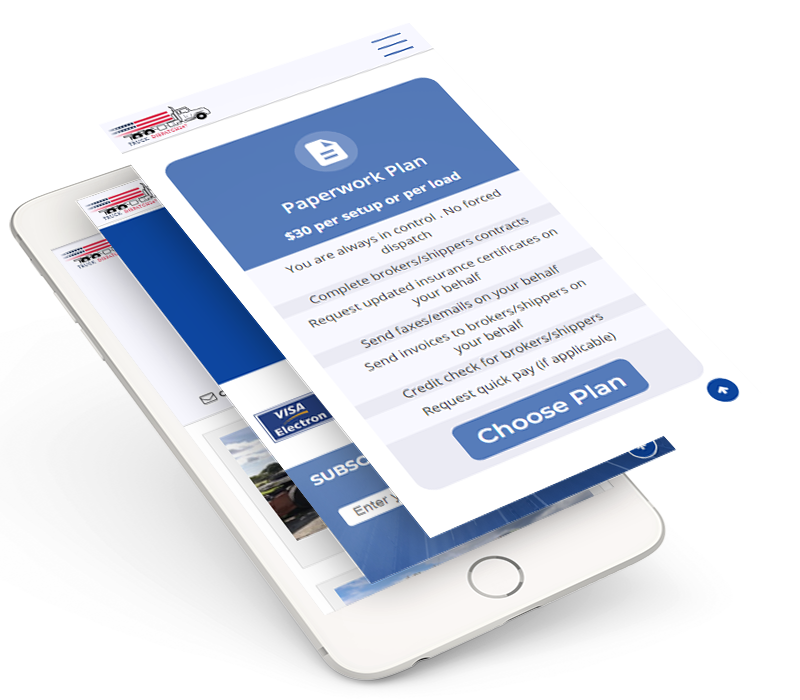 TRUCK DISPATCH447
Paperwork Plan
$30 per setup or per load
You are always in control . No forced
dispatch
Complete brokers/shippers contracts
Request updated insurance certificates on
your behalf
Send faxes/emails on your behalf
Send invoices to brokers/shippers on
your behalf
Credit check for brokers/shippers
Request quick pay (if applicable)
Choose Plan
VISA
Electron
SUBSC
Enter y